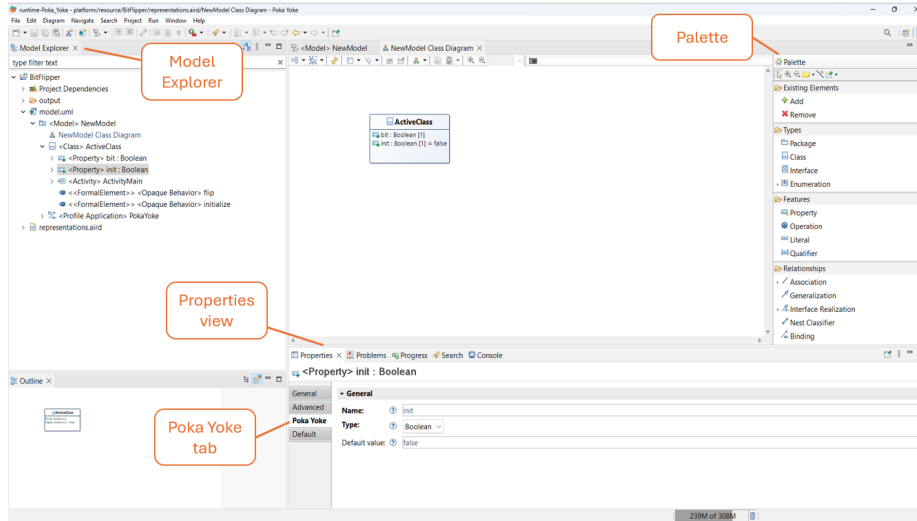 runtime-Poka_Yoke - platform:/resource/BitFlipper/representations.aird/NewModel Class Diagram - Poka Yoke
File Edit Diagram Navigate Search Project Run Window Help
Model Explorer
type filter text
BitFlipper
Project Dependencies
output
model.uml
<Model> NewModel
NewModel Class Diagram
<Class> ActiveClass
<Property> bit : Boolean
<Property> init : Boolean
<Activity> ActivityMain
<<FormalElement>> <Opaque Behavior> flip
<<FormalElement>> <Opaque Behavior> initialize
<Profile Application> PokaYoke
representations.aird
Model
Explorer
<Model> NewModel
NewModel Class Diagram
ActiveClass
bit : Boolean [1]
init : Boolean [1] = false
Palette
Palette
Existing Elements
Add
Remove
Types
Package
Class
Interface
Enumeration
Features
Property
Operation
Literal
Qualifier
Relationships
Association
Generalization
Interface Realization
Nest Classifier
Binding
Properties
view
Outline
Poka Yoke
tab
Properties Problems Progress Search Console
<Property> init : Boolean
General
Advanced
Poka Yoke
Default
General
Name: init
Type: Boolean
Default value: false
239M of 308M